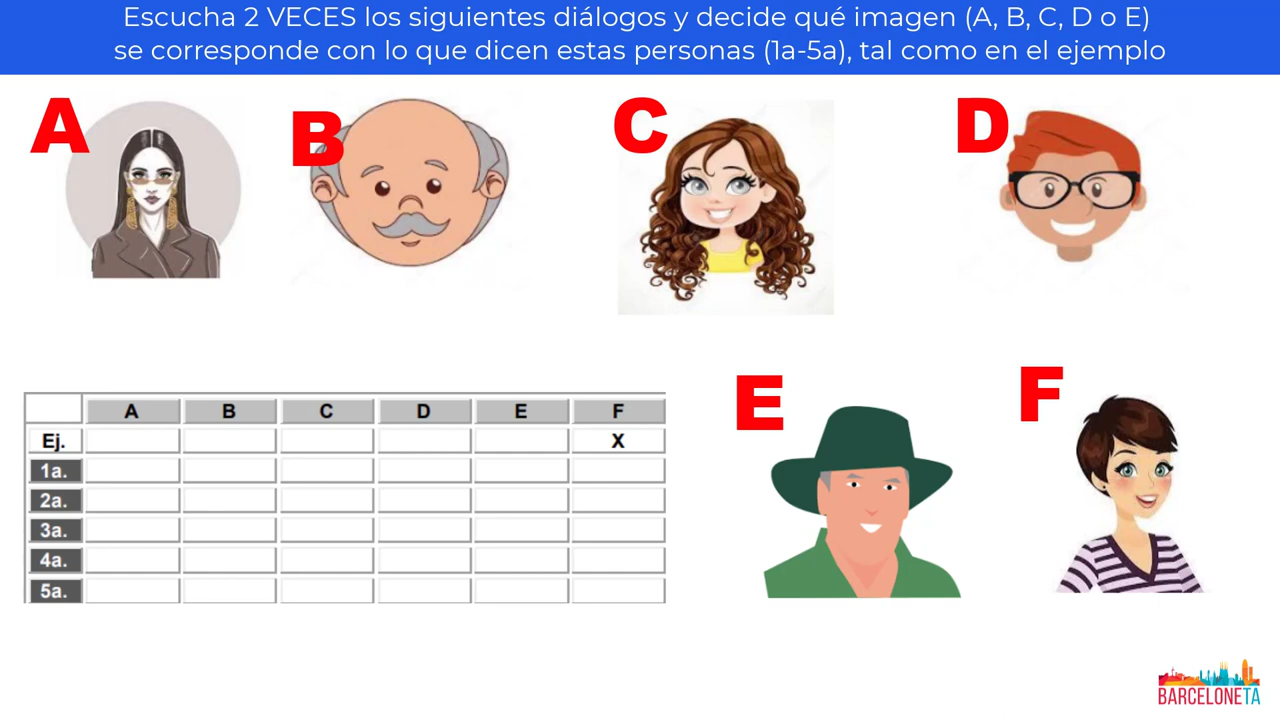 Escucha 2 VECES los siguientes diálogos y decide qué imagen (A, B, C, D o E)
se corresponde con lo que dicen estas personas (1a-5a), tal como en el ejemplo
A
B
C
D
A B C D E F
Ej. X
1a.
2a.
3a.
4a.
5a.
E
F
BARCELONETA